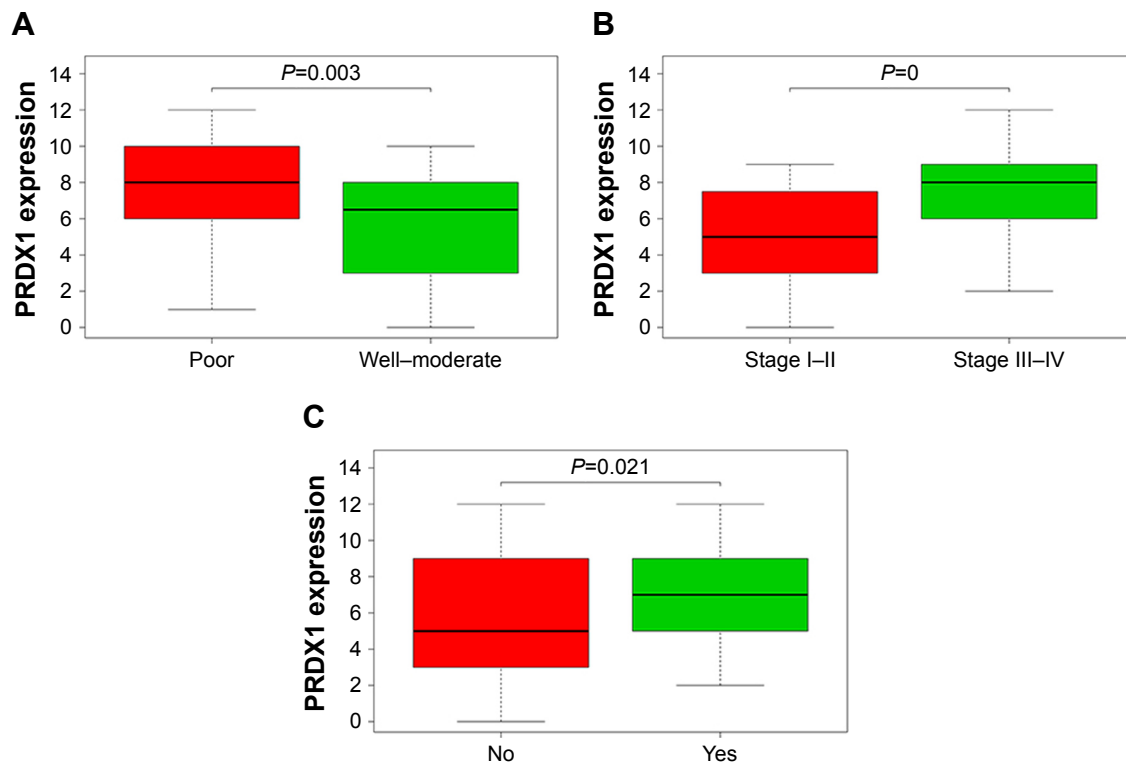 A
PRDX1 expression
14
12
10
8
6
4
2
0
P=0.003
Poor
Well–moderate
B
PRDX1 expression
14
12
10
8
6
4
2
0
P=0
Stage I–II
Stage III–IV
C
PRDX1 expression
14
12
10
8
6
4
2
0
P=0.021
No
Yes